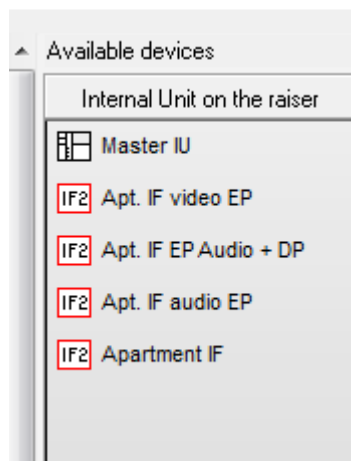 Available devices
Internal Unit on the raiser
Master IU
IF2 Apt. IF video EP
IF2 Apt. IF EP Audio + DP
IF2 Apt. IF audio EP
IF2 Apartment IF